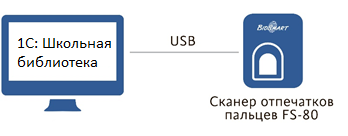 1С: Школьная
библиотека
USB
BIOSMART
Сканер отпечатков
пальцев FS-80